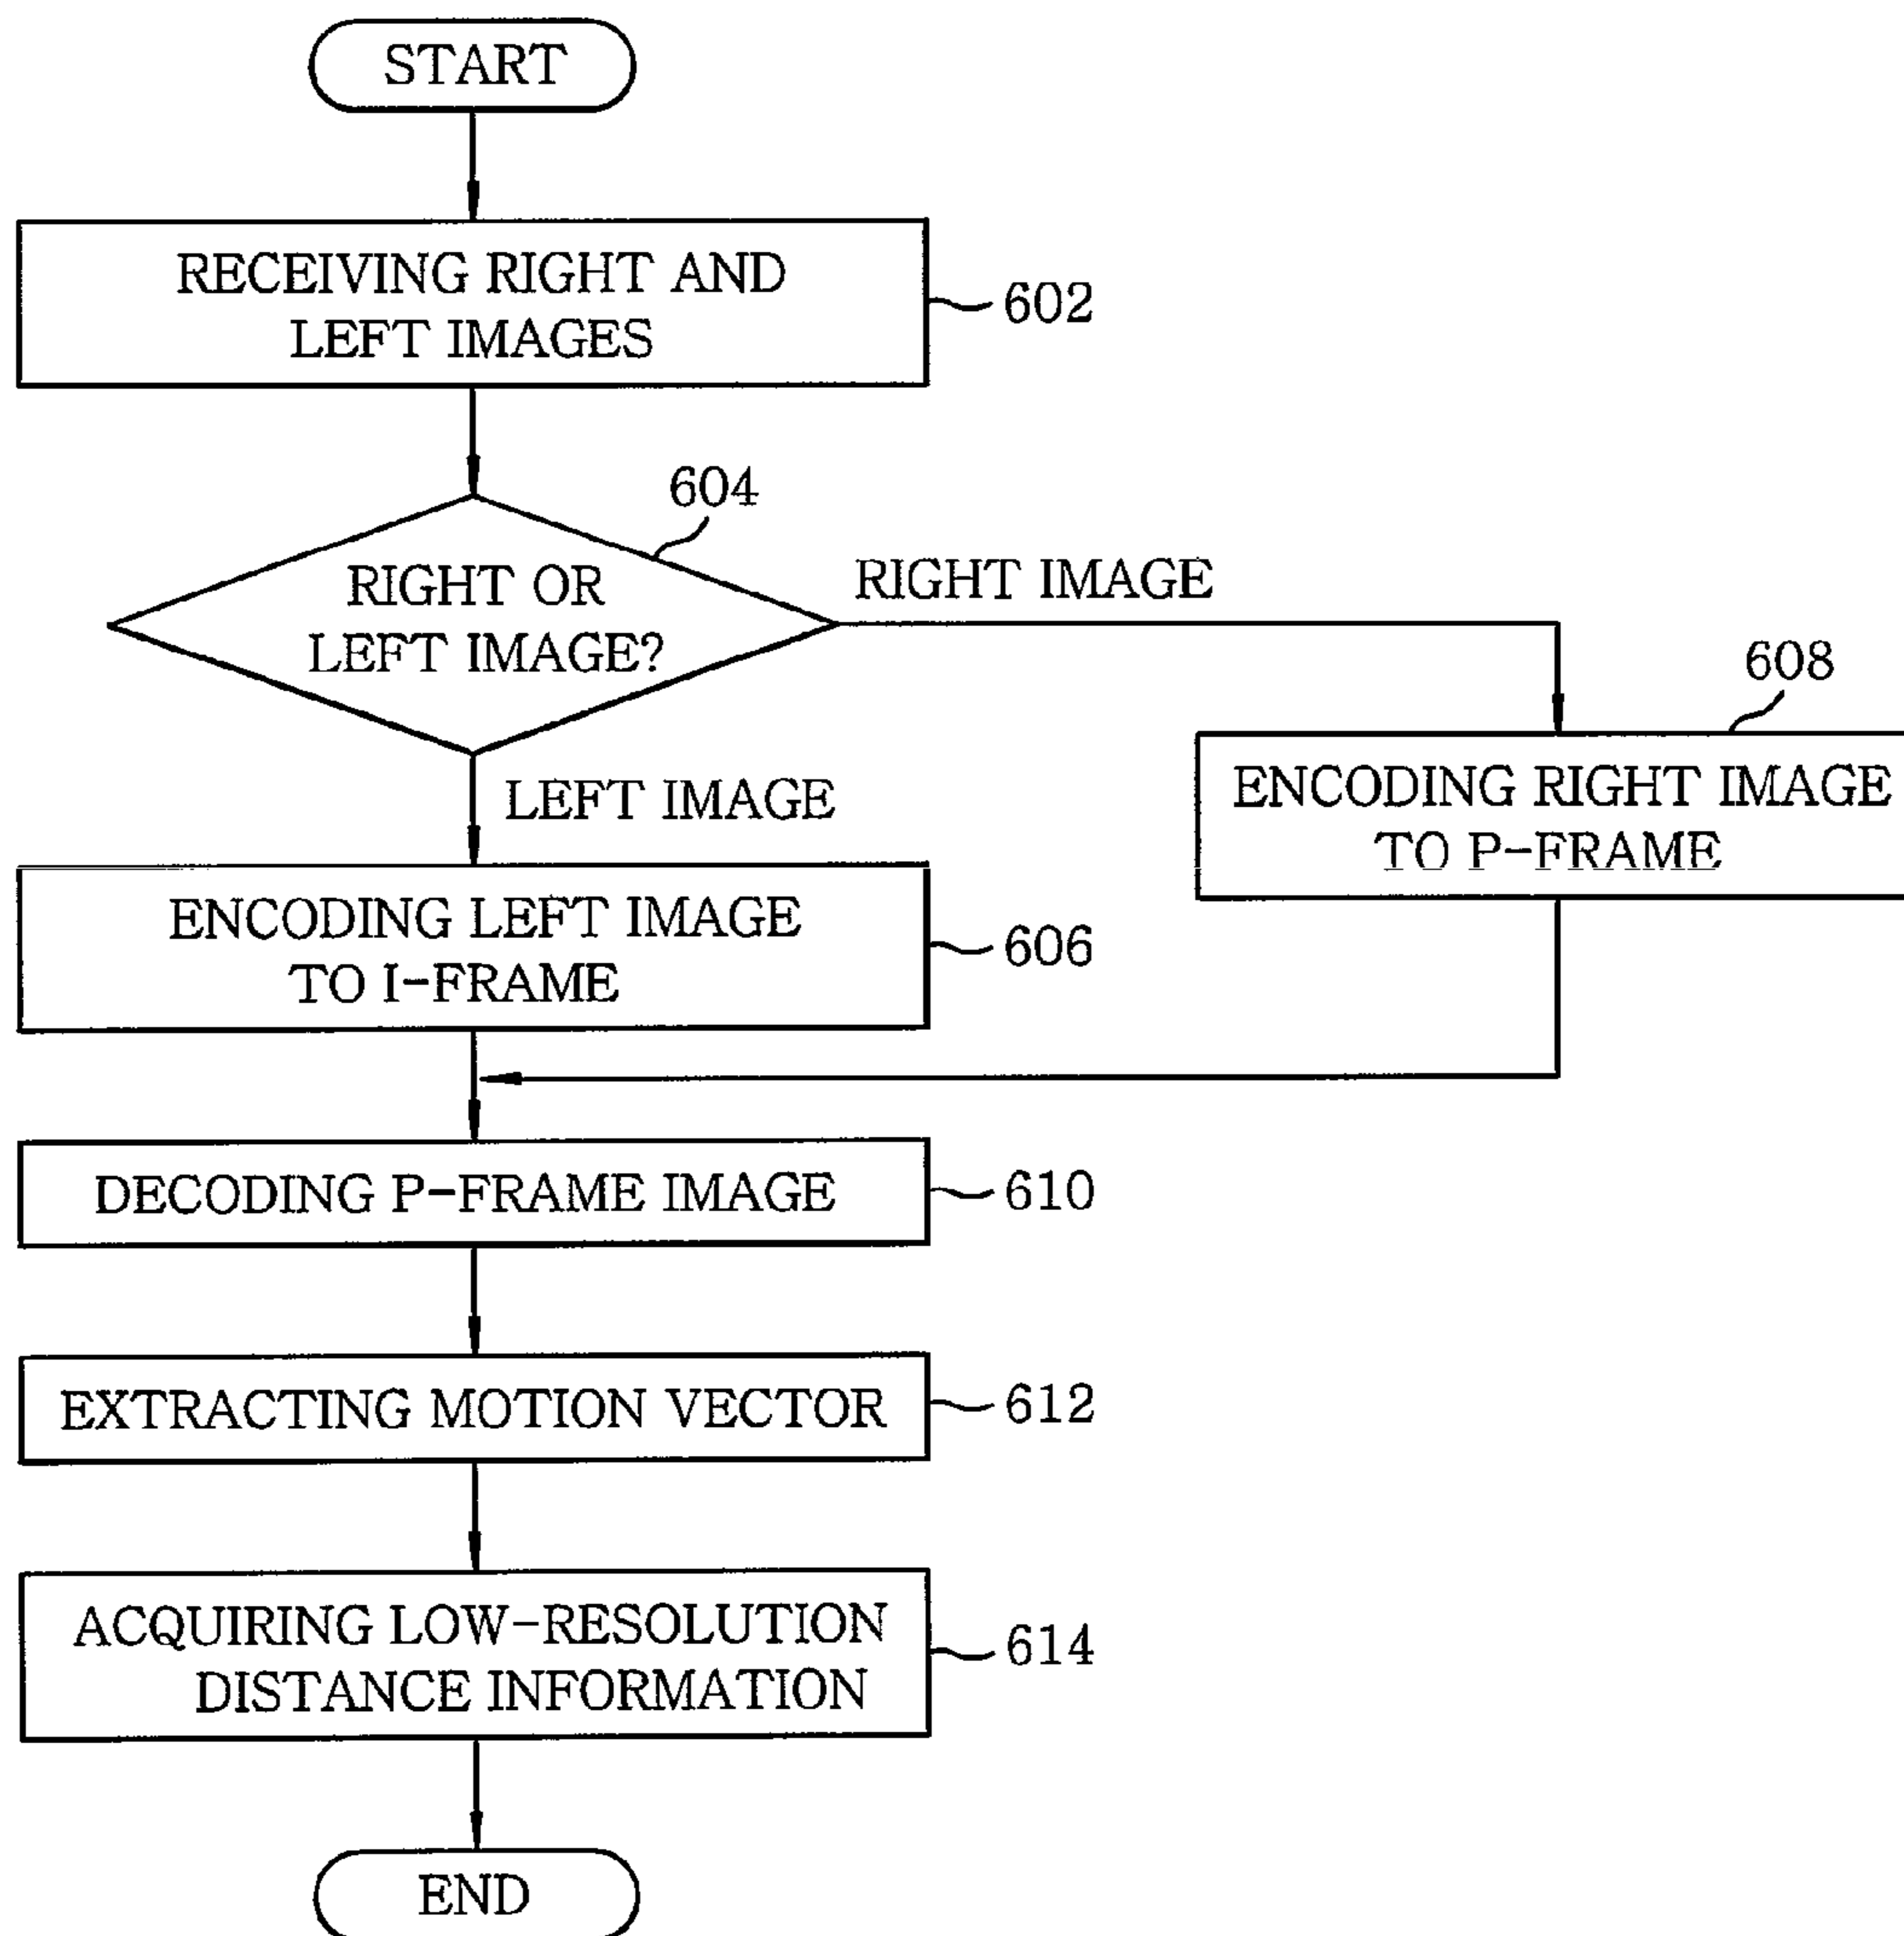 START
RECEIVING RIGHT AND
LEFT IMAGES
602
604
RIGHT OR
LEFT IMAGE?
RIGHT IMAGE
LEFT IMAGE
608
ENCODING RIGHT IMAGE
TO P-FRAME
ENCODING LEFT IMAGE
TO I-FRAME
606
DECODING P-FRAME IMAGE
610
EXTRACTING MOTION VECTOR
612
ACQUIRING LOW-RESOLUTION
DISTANCE INFORMATION
614
END